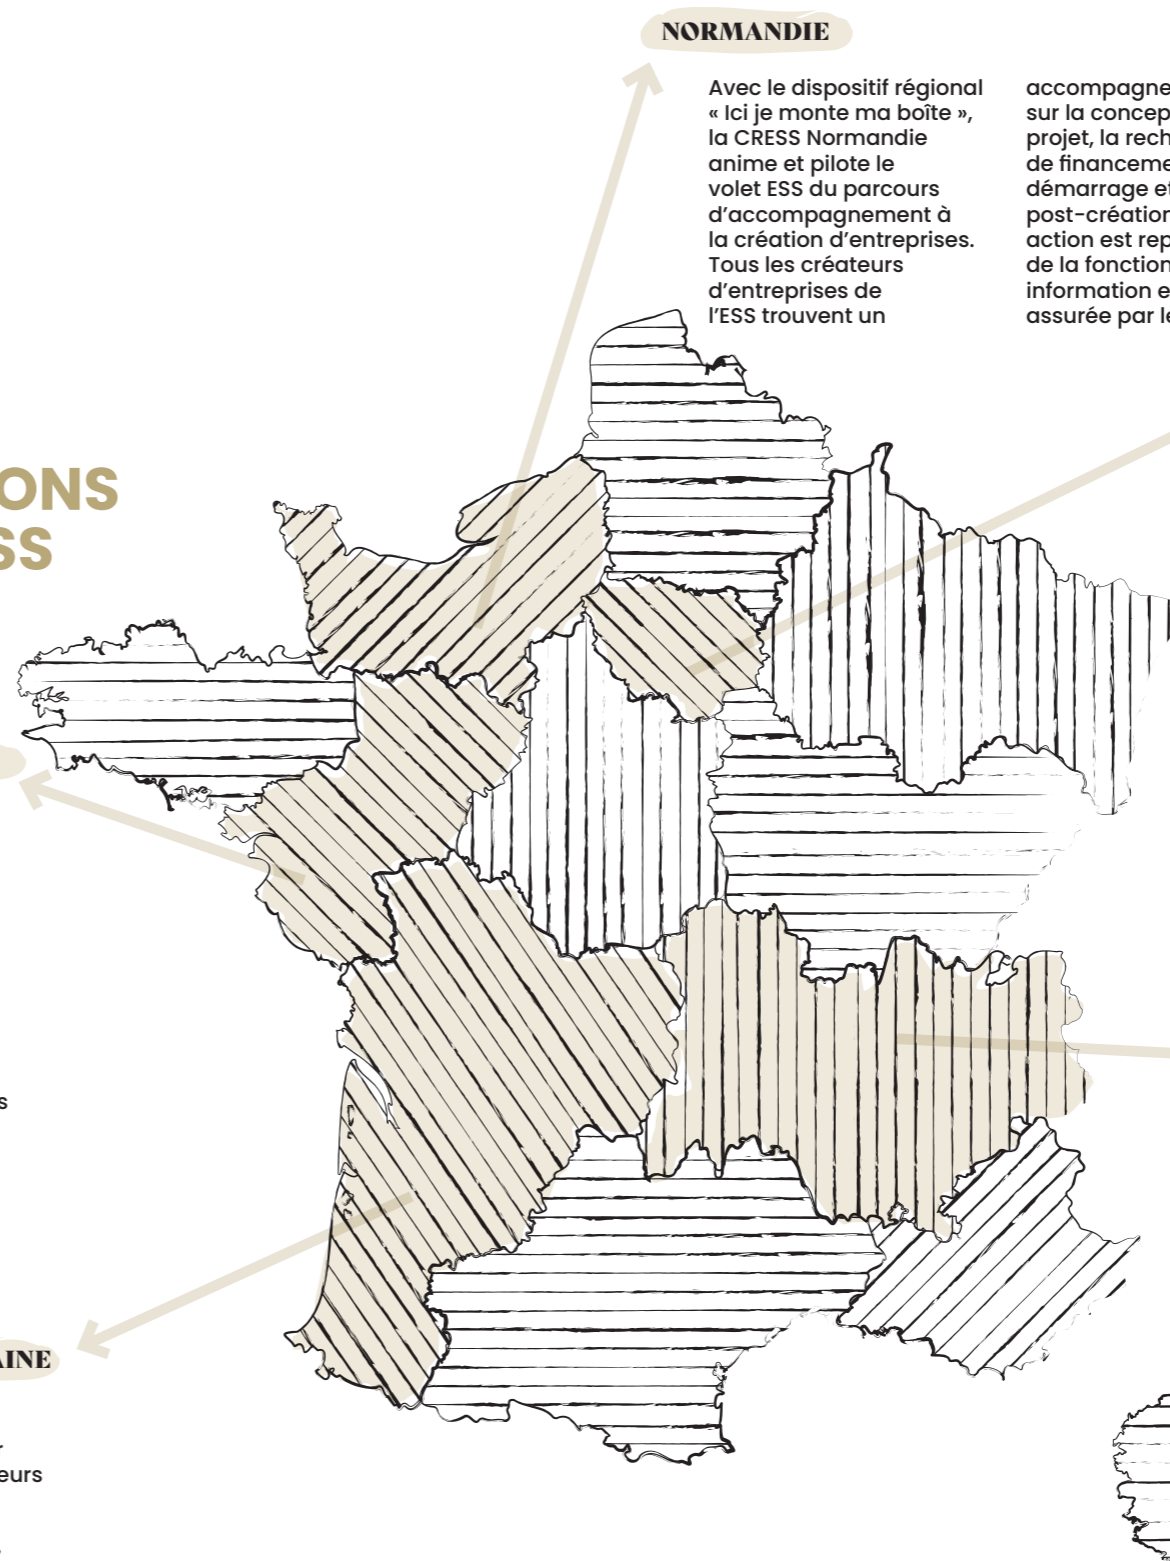 NORMANDIE
Avec le dispositif régional
« Ici je monte ma boîte »,
la CRESS Normandie
anime et pilote le
volet ESS du parcours
d’accompagnement à
la création d’entreprises.
Tous les créateurs
d’entreprises de
l’ESS trouvent un
accompagne
sur la concep
projet, la rech
de financeme
démarrage et
post-création
action est rep
de la fonction
information e
assurée par le
ONS
SS
s
AINE
eurs